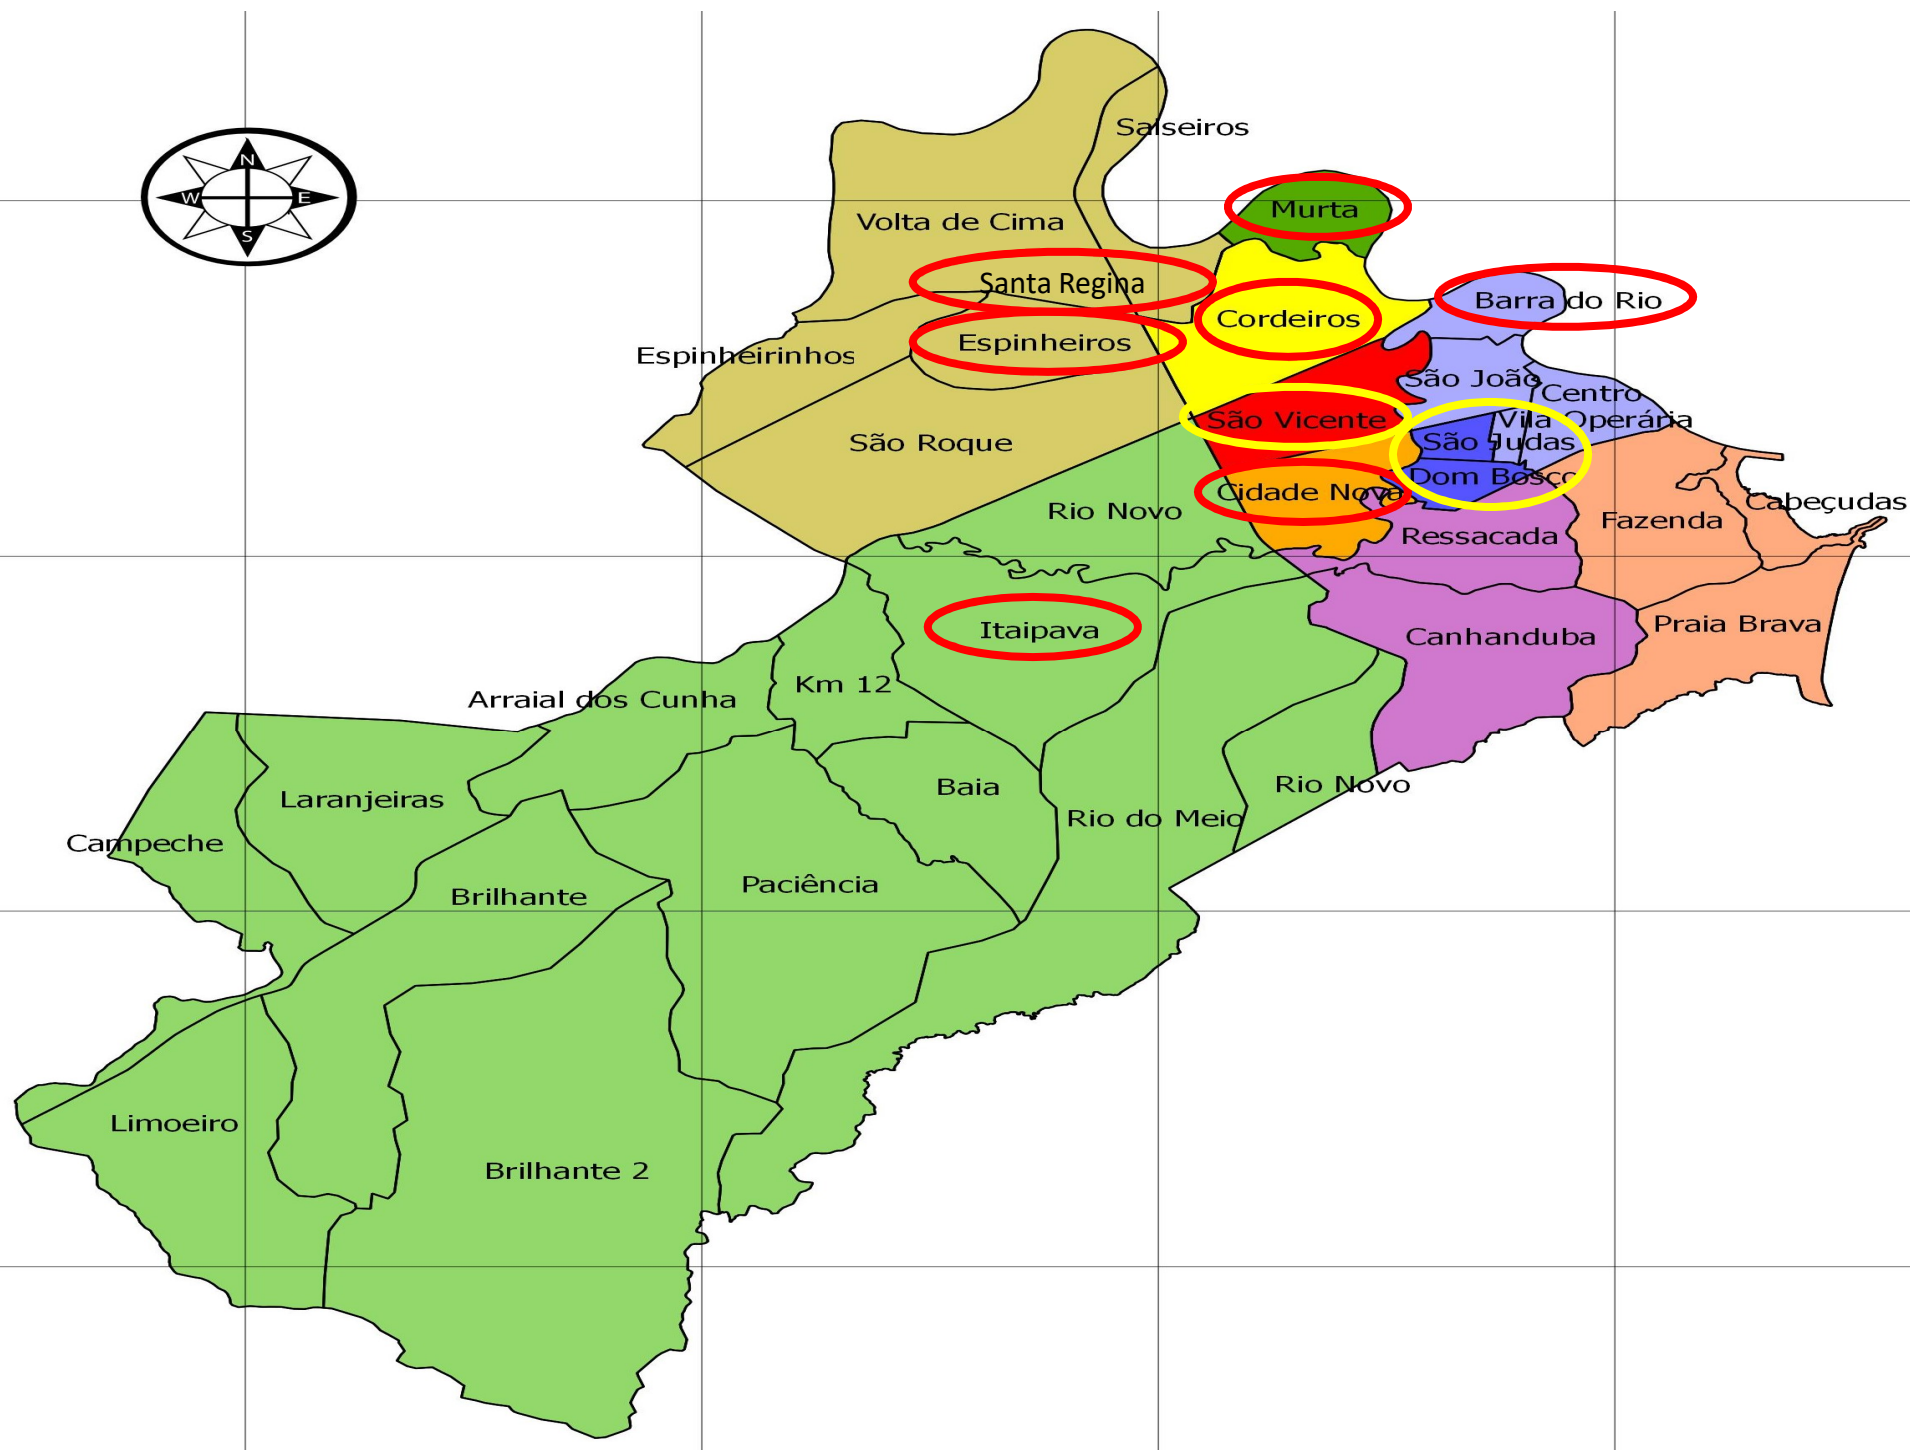 Salseiros
N
W
E
S
Murta
Volta de Cima
Santa Regina
Barra do Rio
Cordeiros
Espinheiros
Espinheirinhos
São João
Centro
São Vicente
Vila Operária
São Roque
São Judas
Dom Bosco
Cidade Nova
Cabeçudas
Rio Novo
Fazenda
Ressacada
Itaipava
Canhanduba
Praia Brava
Km 12
Arraial dos Cunha
Baia
Rio Novo
Laranjeiras
Rio do Meio
Campeche
Paciência
Brilhante
Limoeiro
Brilhante 2